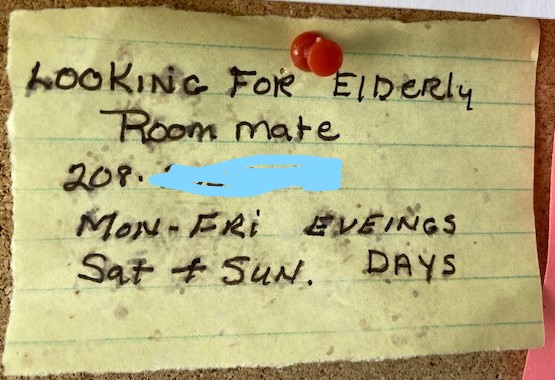 LOOKING FOR ElDerly
Room mate
208.
MON-FRi EVEINGS
Sat + SUN. DAYS